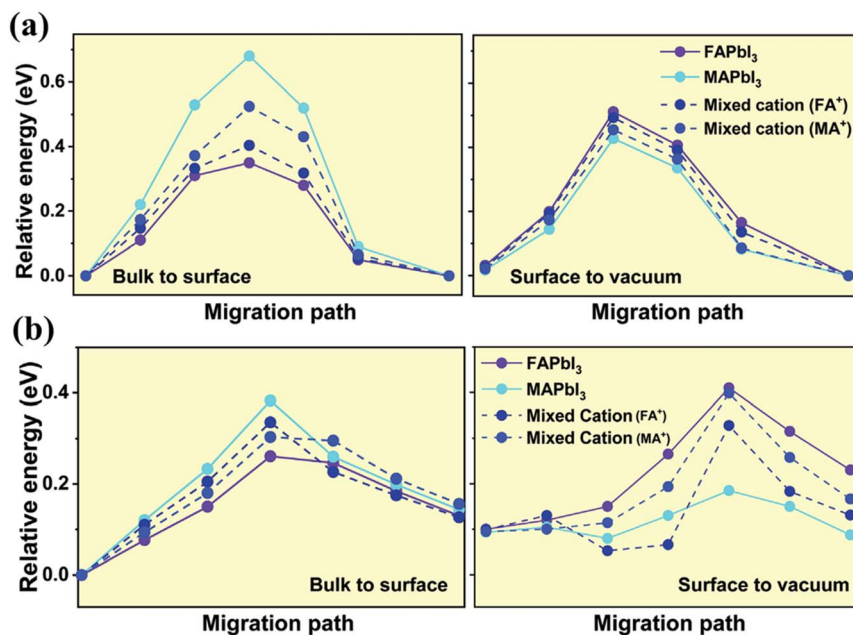 (a)
Relative energy (eV)
0.6
0.4
0.2
0.0
Bulk to surface
Migration path
FAPbI₃
MAPbI₃
Mixed cation (FA⁺)
Mixed cation (MA⁺)
Surface to vacuum
Migration path
(b)
Relative energy (eV)
0.4
0.2
0.0
Bulk to surface
Migration path
FAPbI₃
MAPbI₃
Mixed Cation (FA⁺)
Mixed Cation (MA⁺)
Surface to vacuum
Migration path